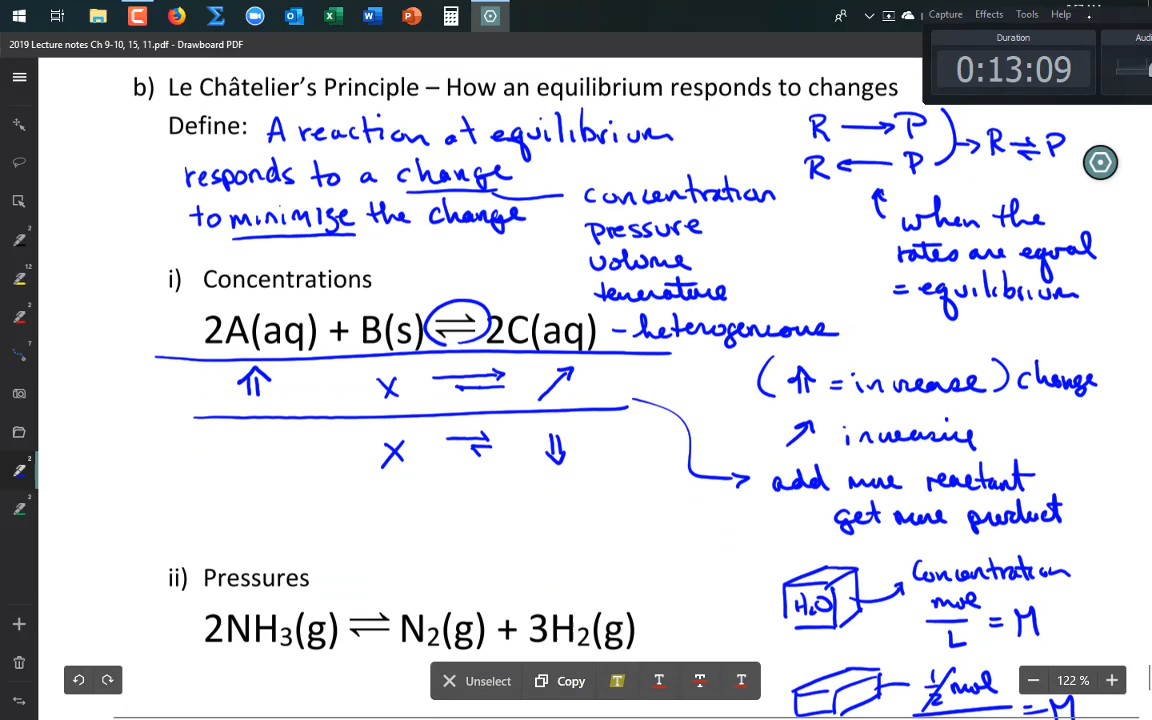 Capture Effects Tools Help
2019 Lecture notes Ch 9-10, 15, 11.pdf - Drawboard PDF
Duration
Audi
0:13:09
b) Le Châtelier's Principle – How an equilibrium responds to changes
Define: A reaction at equilibrium
responds to a change
to minimize the change
concentration
pressure
volume
temerature
R → P
R ← P
→ R ⇌ P
when the
rates are equal
= equilibrium
i) Concentrations
2A(aq) + B(s) ⇌ 2C(aq) - heterogeneous
⇑ x ⇌ ↗
(⇑ = increase) change
↗ increasing
x ⇌ ⇓
add more reactant
get more product
ii) Pressures
2NH₃(g) ⇌ N₂(g) + 3H₂(g)
H₂O
Concentration
mol
L
= M
1/2 mol
= M
Unselect Copy T T T T
122 %